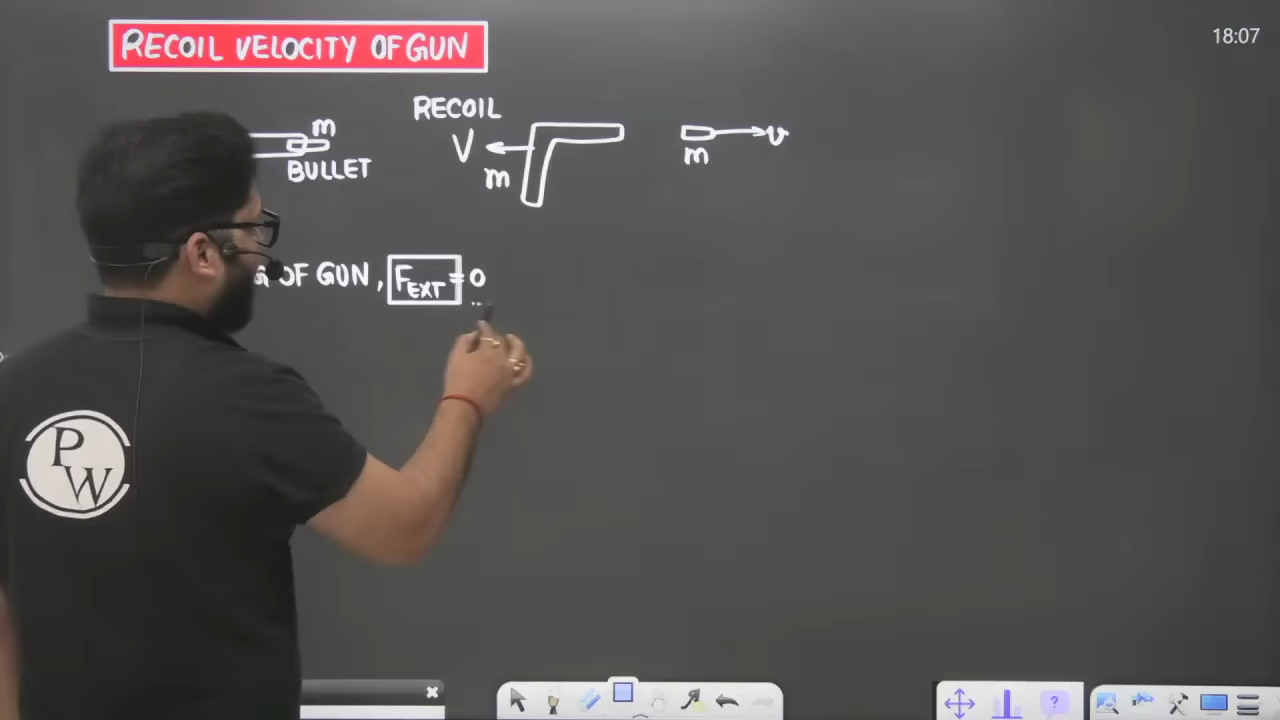 RECOIL VELOCITY OF GUN
18:07
RECOIL
m
BULLET
V
m
m
v
OF GUN, FEXT = 0
PW
?